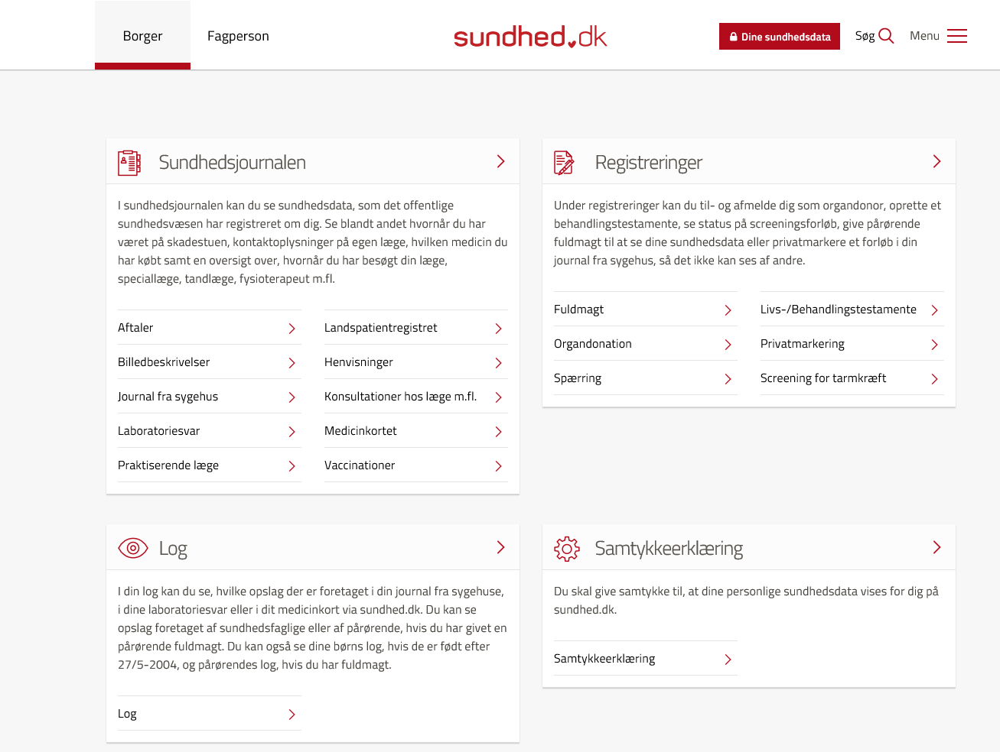 Borger
Fagperson
sundhed.dk
Dine sundhedsdata
Søg
Menu
Sundhedsjournalen
I sundhedsjournalen kan du se sundhedsdata, som det offentlige
sundhedsvæsen har registreret om dig. Se blandt andet hvornår du har
været på skadestuen, kontaktoplysninger på egen læge, hvilken medicin du
har købt samt en oversigt over, hvornår du har besøgt din læge,
speciallæge, tandlæge, fysioterapeut m.fl.
Aftaler
Landspatientregistret
Billedbeskrivelser
Henvisninger
Journal fra sygehus
Konsultationer hos læge m.fl.
Laboratoriesvar
Medicinkortet
Praktiserende læge
Vaccinationer
Registreringer
Under registreringer kan du til- og afmelde dig som organdonor, oprette et
behandlingstestamente, se status på screeningsforløb, give pårørende
fuldmagt til at se dine sundhedsdata eller privatmarkere et forløb i din
journal fra sygehus, så det ikke kan ses af andre.
Fuldmagt
Livs-/Behandlingstestamente
Organdonation
Privatmarkering
Spærring
Screening for tarmkræft
Log
I din log kan du se, hvilke opslag der er foretaget i din journal fra sygehuse,
i dine laboratoriesvar eller i dit medicinkort via sundhed.dk. Du kan se
opslag foretaget af sundhedsfaglige eller af pårørende, hvis du har givet en
pårørende fuldmagt. Du kan også se dine børns log, hvis de er født efter
27/5-2004, og pårørendes log, hvis du har fuldmagt.
Log
Samtykkeerklæring
Du skal give samtykke til, at dine personlige sundhedsdata vises for dig på
sundhed.dk.
Samtykkeerklæring